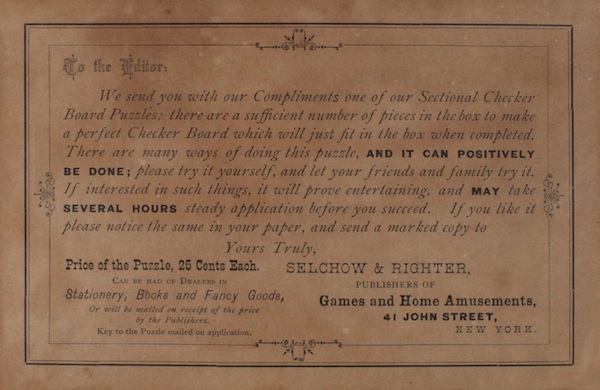 To the Editor:
We send you with our Compliments one of our Sectional Checker
Board Puzzles: there are a sufficient number of pieces in the box to make
a perfect Checker Board which will just fit in the box when completed.
There are many ways of doing this puzzle, AND IT CAN POSITIVELY
BE DONE; please try it yourself, and let your friends and family try it.
If interested in such things, it will prove entertaining, and MAY take
SEVERAL HOURS steady application before you succeed. If you like it
please notice the same in your paper, and send a marked copy to
Yours Truly,
Price of the Puzzle, 25 Cents Each.
CAN BE HAD OF DEALERS IN
Stationery, Books and Fancy Goods,
Or will be mailed on receipt of the price
by the Publishers.
Key to the Puzzle mailed on application.
SELCHOW & RIGHTER,
PUBLISHERS OF
Games and Home Amusements,
41 JOHN STREET,
NEW YORK.